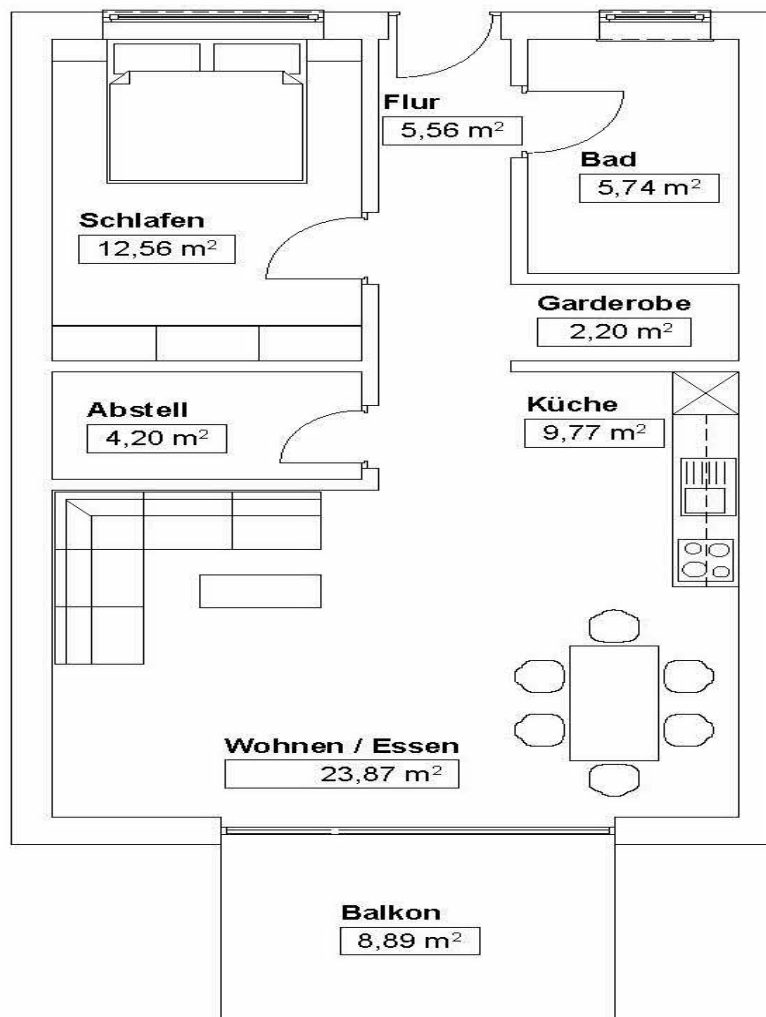 Flur
5,56 m²
Bad
5,74 m²
Schlafen
12,56 m²
Garderobe
2,20 m²
Abstell
4,20 m²
Küche
9,77 m²
Wohnen / Essen
23,87 m²
Balkon
8,89 m²